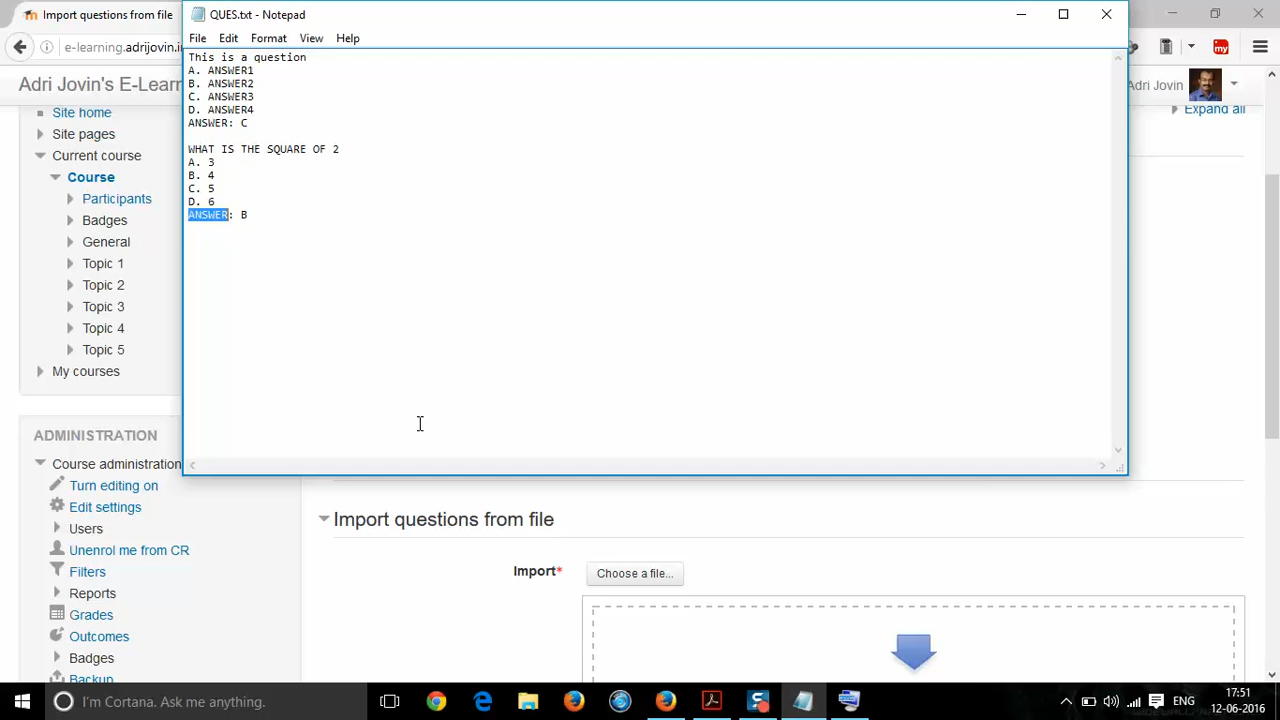 Import questions from file
QUES.txt - Notepad
e-learning.adrijovin.i
my
File Edit Format View Help
Adri Jovin's E-Learn
Adri Jovin
This is a question
A. ANSWER1
B. ANSWER2
C. ANSWER3
D. ANSWER4
ANSWER: C
WHAT IS THE SQUARE OF 2
A. 3
B. 4
C. 5
D. 6
ANSWER: B
Expand all
Site home
Site pages
Current course
Course
Participants
Badges
General
Topic 1
Topic 2
Topic 3
Topic 4
Topic 5
My courses
ADMINISTRATION
Course administration
Turn editing on
Edit settings
Users
Unenrol me from CR
Filters
Reports
Grades
Outcomes
Badges
Backup
Import questions from file
Import*
Choose a file...
I'm Cortana. Ask me anything.
ENG
17:51
12-06-2016